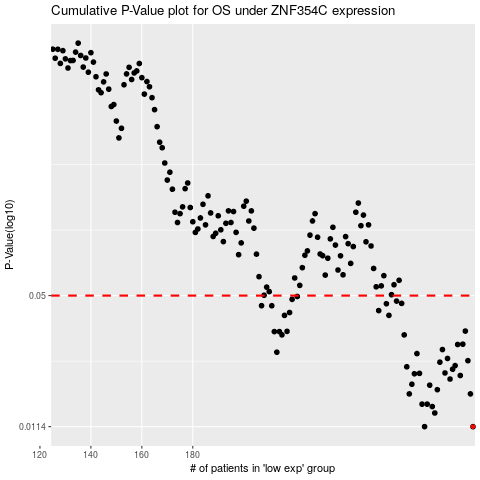 Cumulative P-Value plot for OS under ZNF354C expression
P-Value(log10)
0.05
0.0114
120 140 160 180
# of patients in 'low exp' group